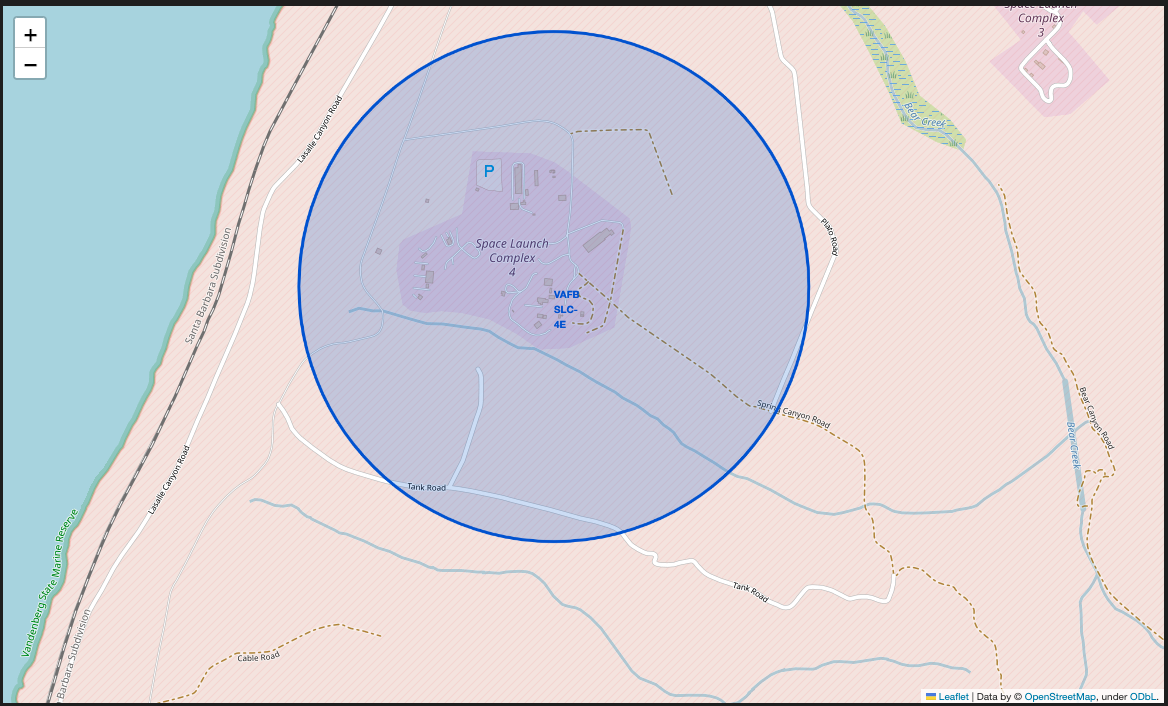 +
−
Space Launch
Complex
3
Lasalle Canyon Road
Bear Creek
P
Plato Road
Santa Barbara Subdivision
Space Launch
Complex
4
VAFB
SLC-
4E
Spring Canyon Road
Bear Canyon Road
Bear Creek
Lasalle Canyon Road
Tank Road
Vandenberg State Marine Reserve
Tank Road
Barbara Subdivision
Cable Road
Leaflet | Data by © OpenStreetMap, under ODbL.